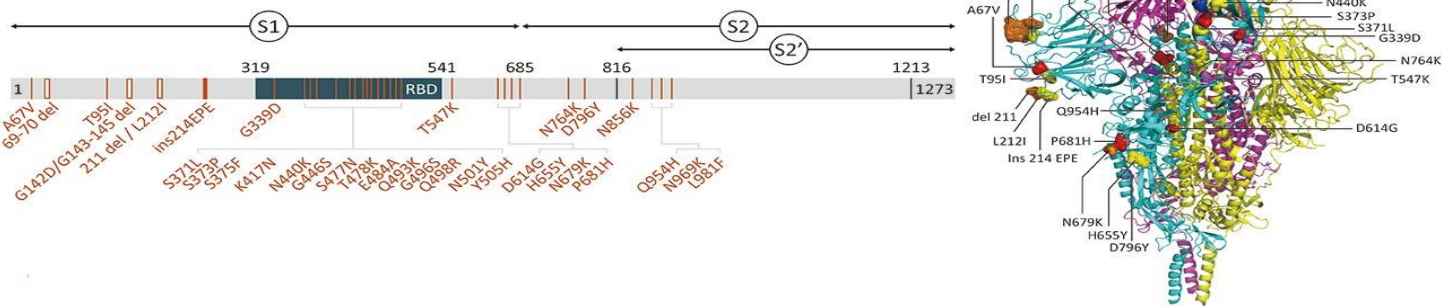 S1
S2
S2’
319
541
685
816
1213
1
RBD
1273
A67V
69-70 del
T95I
G142D/G143-145 del
211 del / L212I
ins214EPE
G339D
T547K
N764K
D796Y
N856K
S371L
S373P
S375F
K417N
N440K
G446S
S477N
T478K
E484A
Q493K
G496S
Q498R
N501Y
Y505H
D614G
H655Y
N679K
P681H
Q954H
N969K
L981F
A67V
T95I
del 211
L212I
Ins 214 EPE
Q954H
P681H
N679K
H655Y
D796Y
N440K
S373P
S371L
G339D
N764K
T547K
D614G